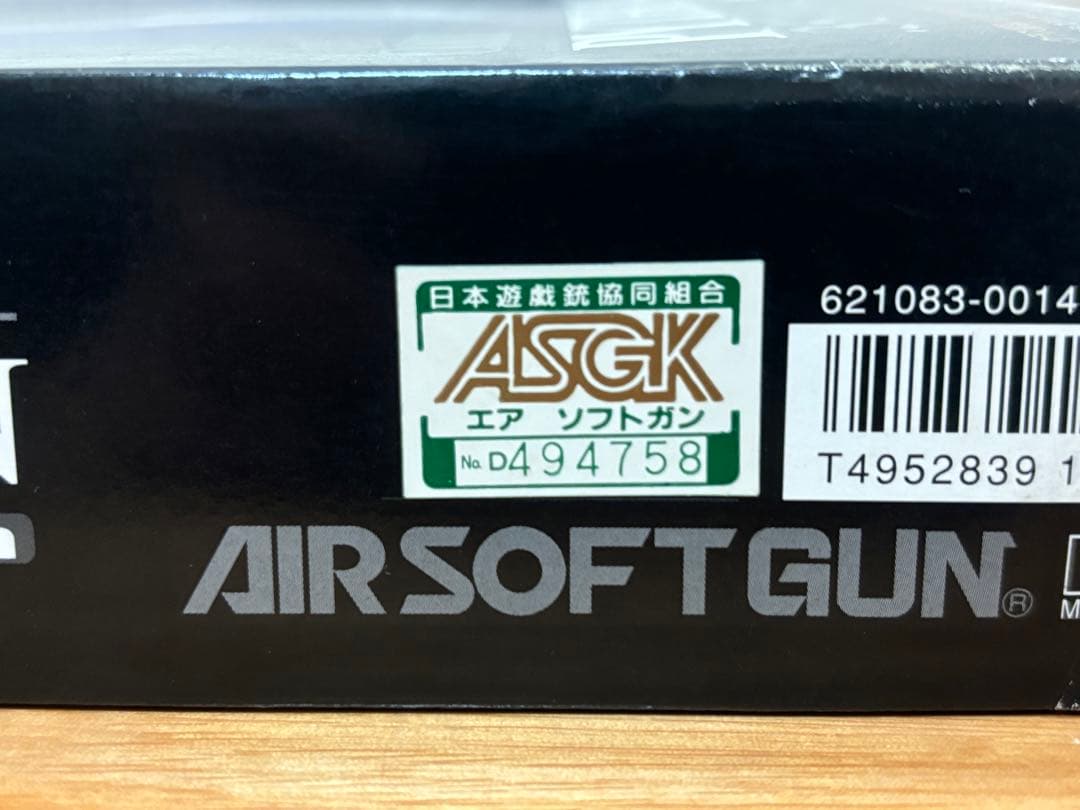 日本遊戯銃協同組合
ASGK
エア ソフトガン
No. D494758
621083-0014
T4952839 1
AIRSOFTGUN®